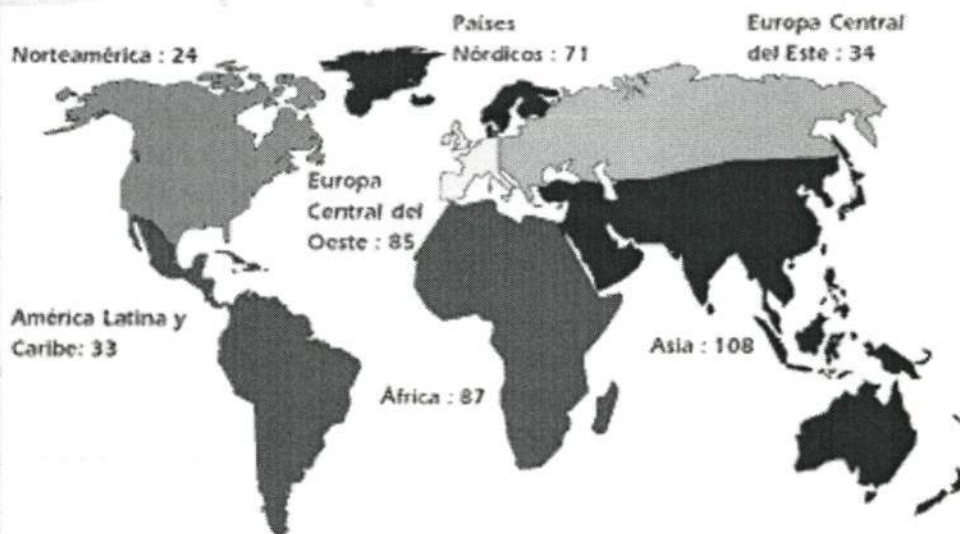 Norteamérica : 24
Países
Nórdicos : 71
Europa Central
del Este : 34
Europa
Central del
Oeste : 85
América Latina y
Caribe: 33
África : 87
Asia : 108